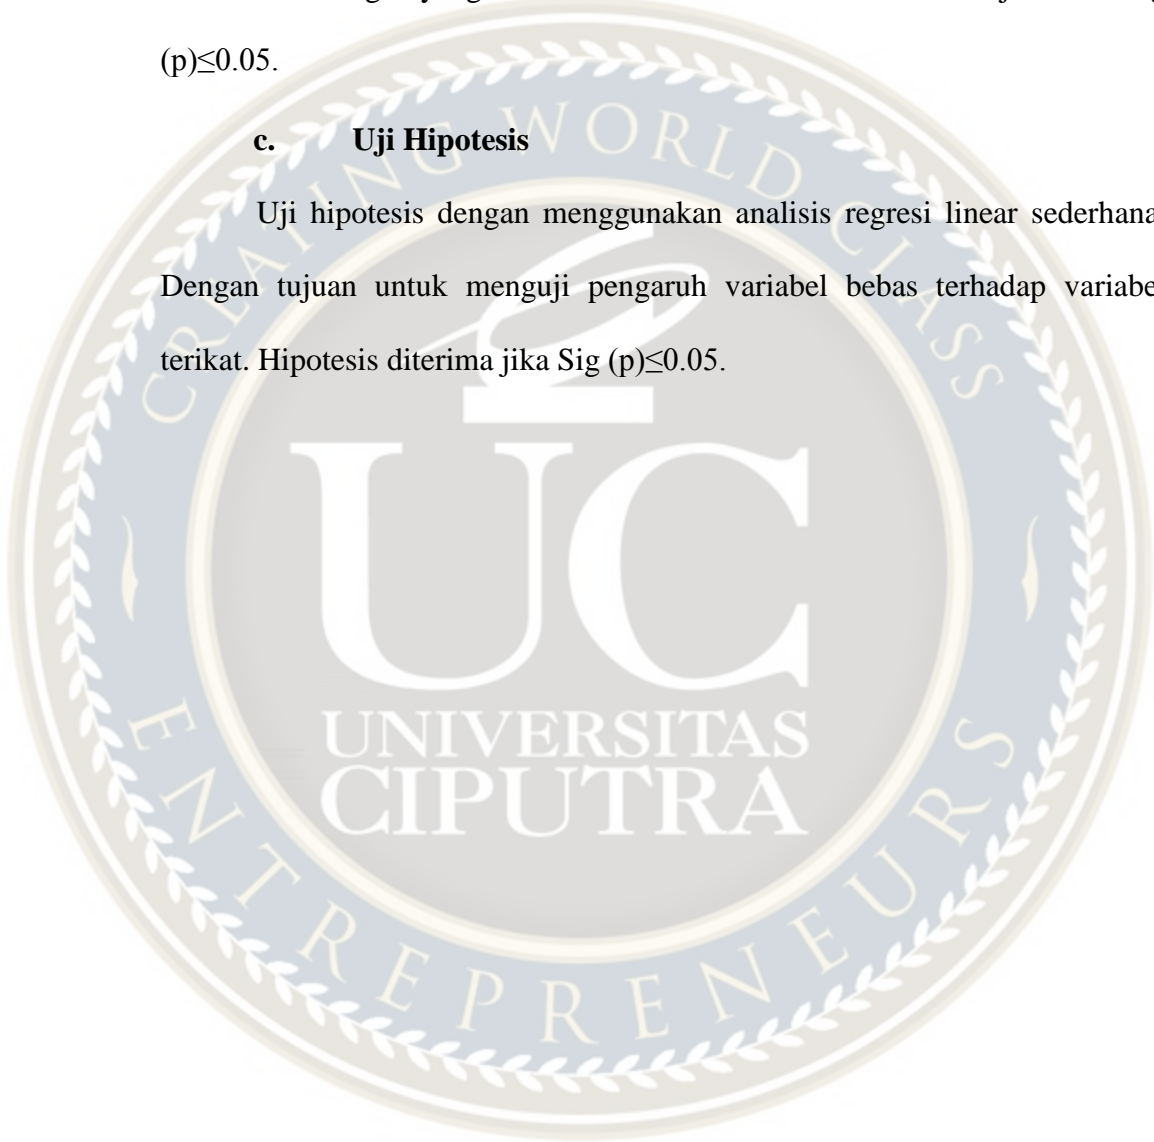 (p)≤0.05.
c. Uji Hipotesis
Uji hipotesis dengan menggunakan analisis regresi linear sederhana
Dengan tujuan untuk menguji pengaruh variabel bebas terhadap
terikat. Hipotesis diterima jika Sig (p)≤0.05.
CREATING WORLD CLASS
UC
UNIVERSITAS
CIPUTRA
ENTREPRENEURS